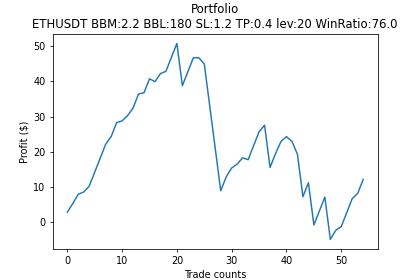 Portfolio
ETHUSDT BBM:2.2 BBL:180 SL:1.2 TP:0.4 lev:20 WinRatio:76.0
50
40
30
20
10
0
Profit ($)
0 10 20 30 40 50
Trade counts